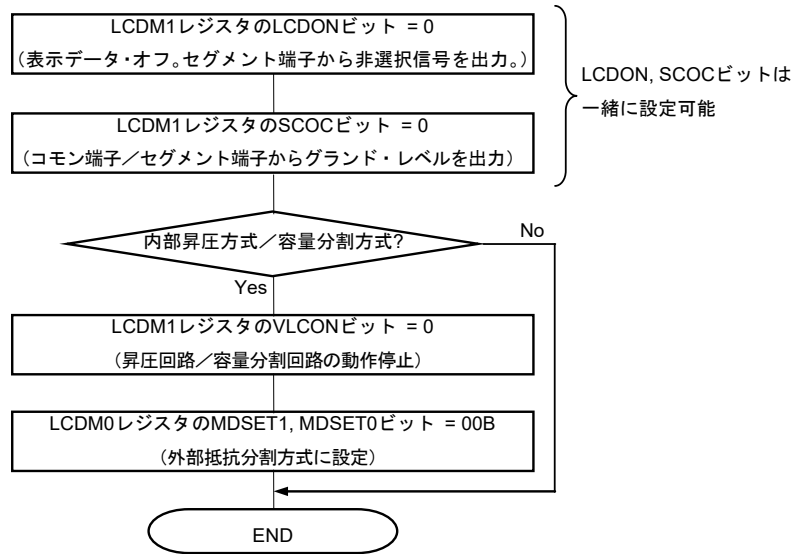 LCDM1レジスタのLCDONビット = 0
(表示データ・オフ。セグメント端子から非選択信号を出力。)
LCDON, SCOCビットは
一緒に設定可能
LCDM1レジスタのSCOCビット = 0
(コモン端子/セグメント端子からグランド・レベルを出力)
内部昇圧方式/容量分割方式?
No
Yes
LCDM1レジスタのVLCONビット = 0
(昇圧回路/容量分割回路の動作停止)
LCDM0レジスタのMDSET1, MDSET0ビット = 00B
(外部抵抗分割方式に設定)
END